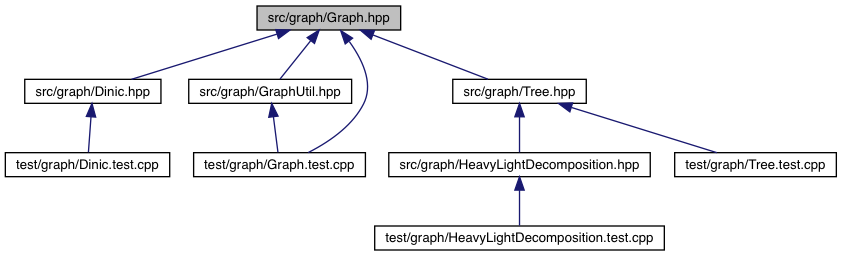 src/graph/Graph.hpp
src/graph/Dinic.hpp
src/graph/GraphUtil.hpp
src/graph/Tree.hpp
test/graph/Dinic.test.cpp
test/graph/Graph.test.cpp
src/graph/HeavyLightDecomposition.hpp
test/graph/Tree.test.cpp
test/graph/HeavyLightDecomposition.test.cpp